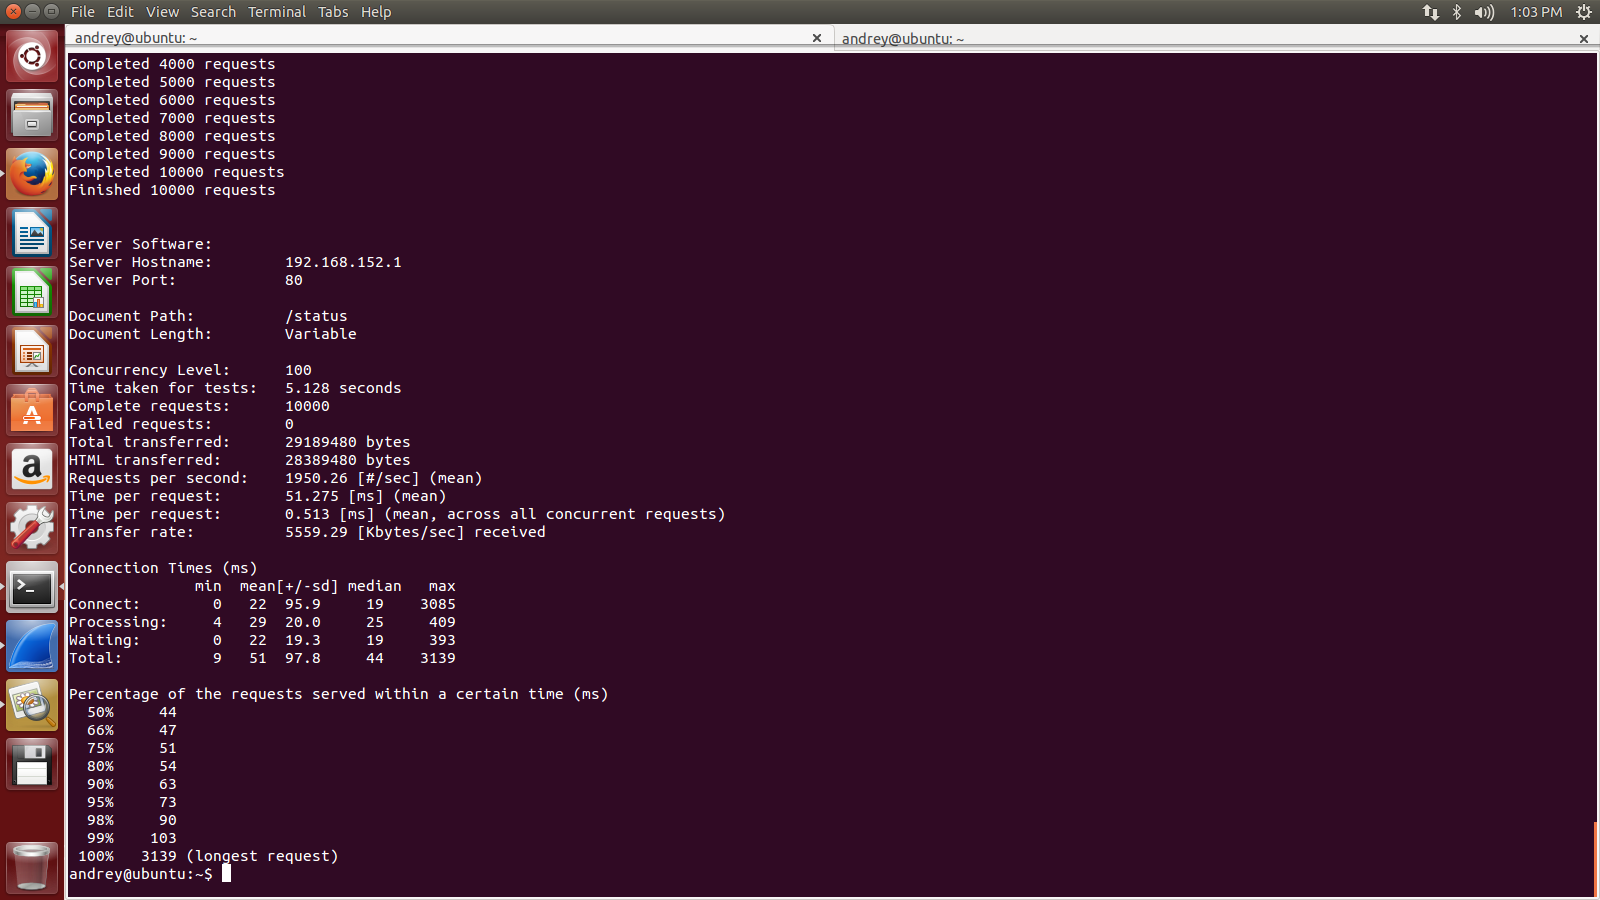 File Edit View Search Terminal Tabs Help 1:03 PM
andrey@ubuntu: ~ × andrey@ubuntu: ~ ×
Completed 4000 requests
Completed 5000 requests
Completed 6000 requests
Completed 7000 requests
Completed 8000 requests
Completed 9000 requests
Completed 10000 requests
Finished 10000 requests
Server Software:
Server Hostname: 192.168.152.1
Server Port: 80
Document Path: /status
Document Length: Variable
Concurrency Level: 100
Time taken for tests: 5.128 seconds
Complete requests: 10000
Failed requests: 0
Total transferred: 29189480 bytes
HTML transferred: 28389480 bytes
Requests per second: 1950.26 [#/sec] (mean)
Time per request: 51.275 [ms] (mean)
Time per request: 0.513 [ms] (mean, across all concurrent requests)
Transfer rate: 5559.29 [Kbytes/sec] received
Connection Times (ms)
min mean[+/-sd] median max
Connect: 0 22 95.9 19 3085
Processing: 4 29 20.0 25 409
Waiting: 0 22 19.3 19 393
Total: 9 51 97.8 44 3139
Percentage of the requests served within a certain time (ms)
50% 44
66% 47
75% 51
80% 54
90% 63
95% 73
98% 90
99% 103
100% 3139 (longest request)
andrey@ubuntu:~$